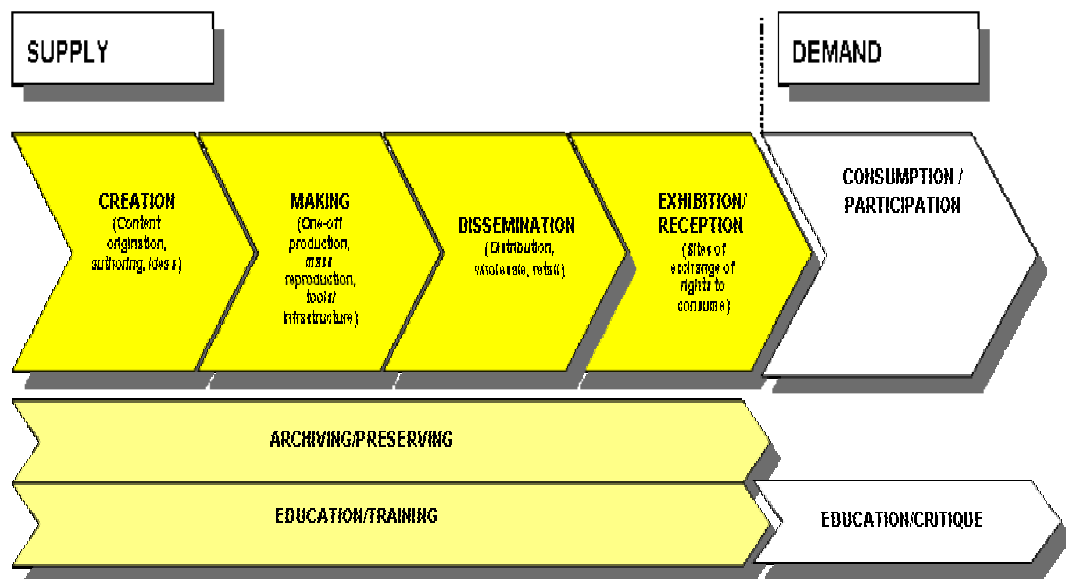 SUPPLY
DEMAND
CREATION
(Content
origination,
authoring, ideas)
MAKING
(One-off
production,
mass
reproduction,
tools/
infrastructure)
DISSEMINATION
(Distribution,
wholesale, retail)
EXHIBITION/
RECEPTION
(Sites of
exchange of
rights to
consume)
CONSUMPTION /
PARTICIPATION
ARCHIVING/PRESERVING
EDUCATION/TRAINING
EDUCATION/CRITIQUE